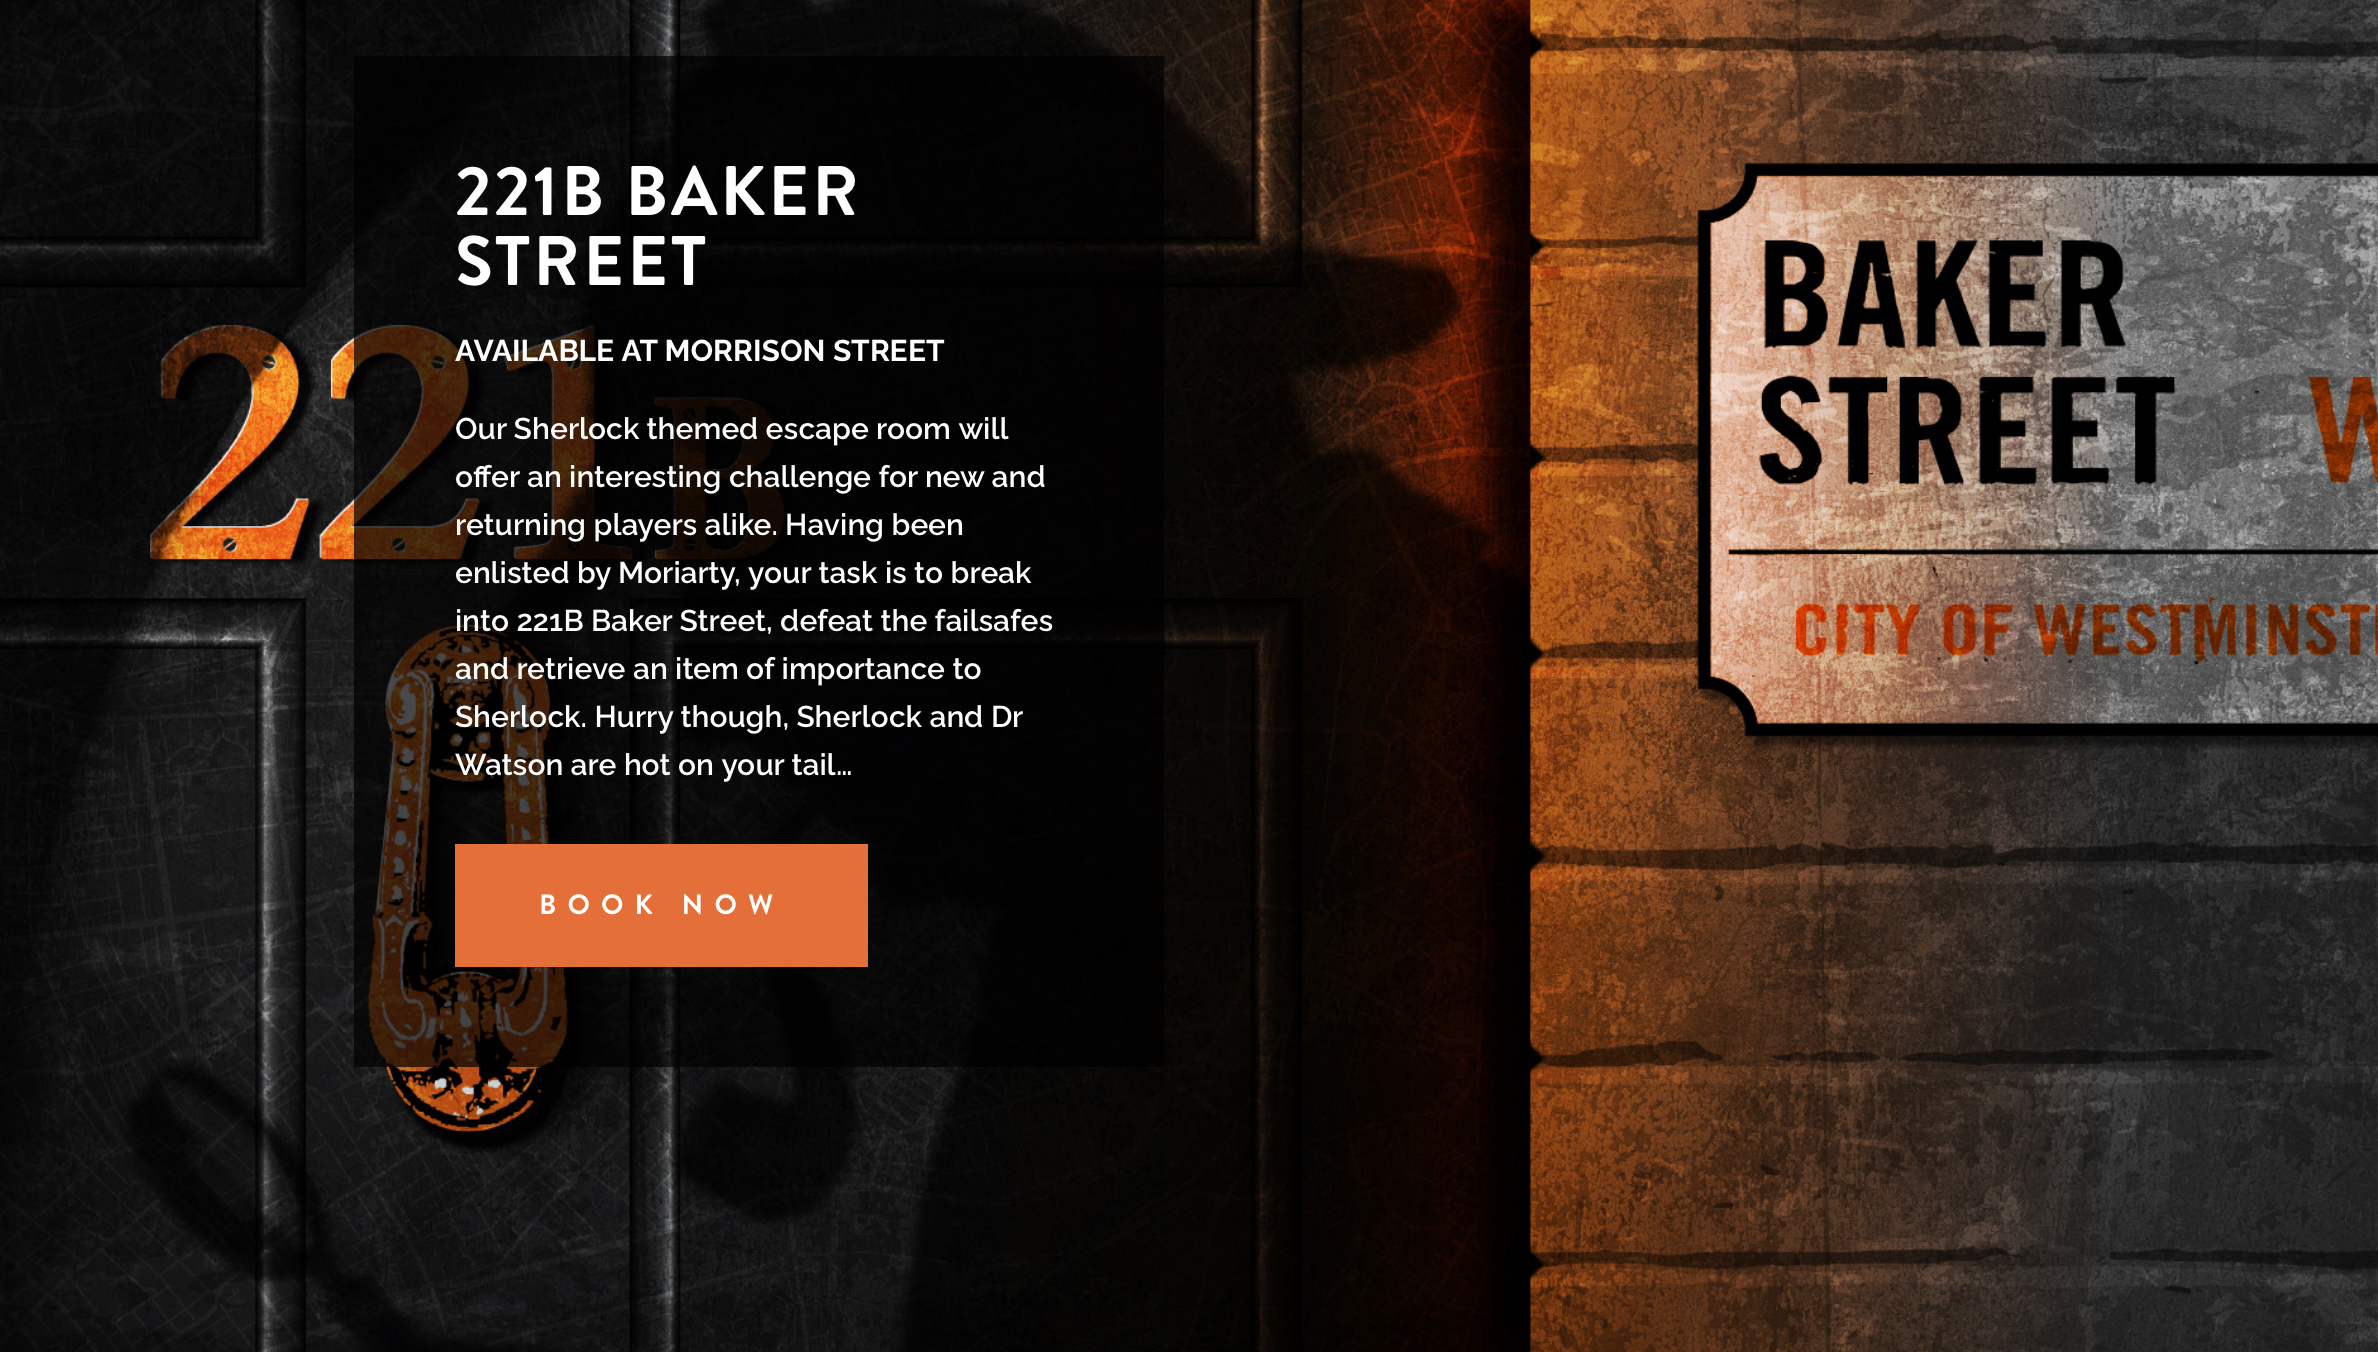 221B BAKER
STREET
AVAILABLE AT MORRISON STREET
Our Sherlock themed escape room will
offer an interesting challenge for new and
returning players alike. Having been
enlisted by Moriarty, your task is to break
into 221B Baker Street, defeat the failsafes
and retrieve an item of importance to
Sherlock. Hurry though, Sherlock and Dr
Watson are hot on your tail...
BOOK NOW
221B
BAKER
STREET W
CITY OF WESTMINST